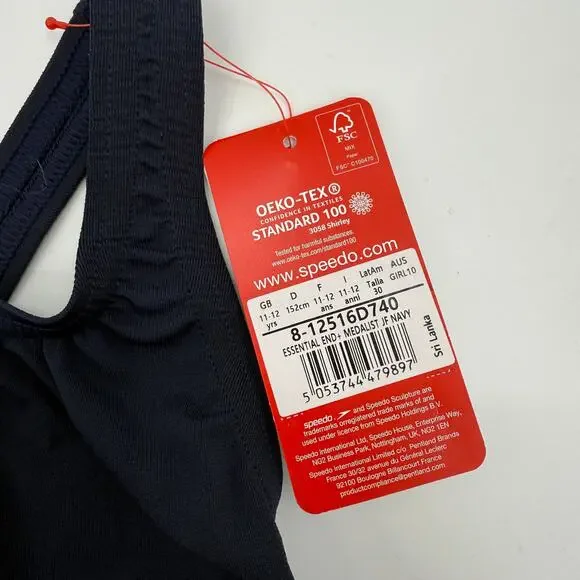 FSC
MIX
Paper
FSC® C100470
OEKO-TEX®
CONFIDENCE IN TEXTILES
STANDARD 100
3058 Shirley
Tested for harmful substances.
www.oeko-tex.com/standard100
www.speedo.com
GB D F I LatAm AUS
11-12 152cm 11-12 11-12 Talla GIRL10
yrs ans anni 30
8-12516D740
ESSENTIAL END+ MEDALIST JF NAVY
5 053744 479897
Sri Lanka
speedo and Speedo Sculpture are
trademarks orregistered trade marks of and
used under licence from Speedo Holdings B.V.
Speedo International Ltd, Speedo House, Enterprise Way,
NG2 Business Park, Nottingham, UK, NG2 1EN
Speedo International Limited c/o Pentland Brands
France 30/32 avenue du Général Leclerc
92100 Boulogne Billancourt France
productcompliance@pentland.com